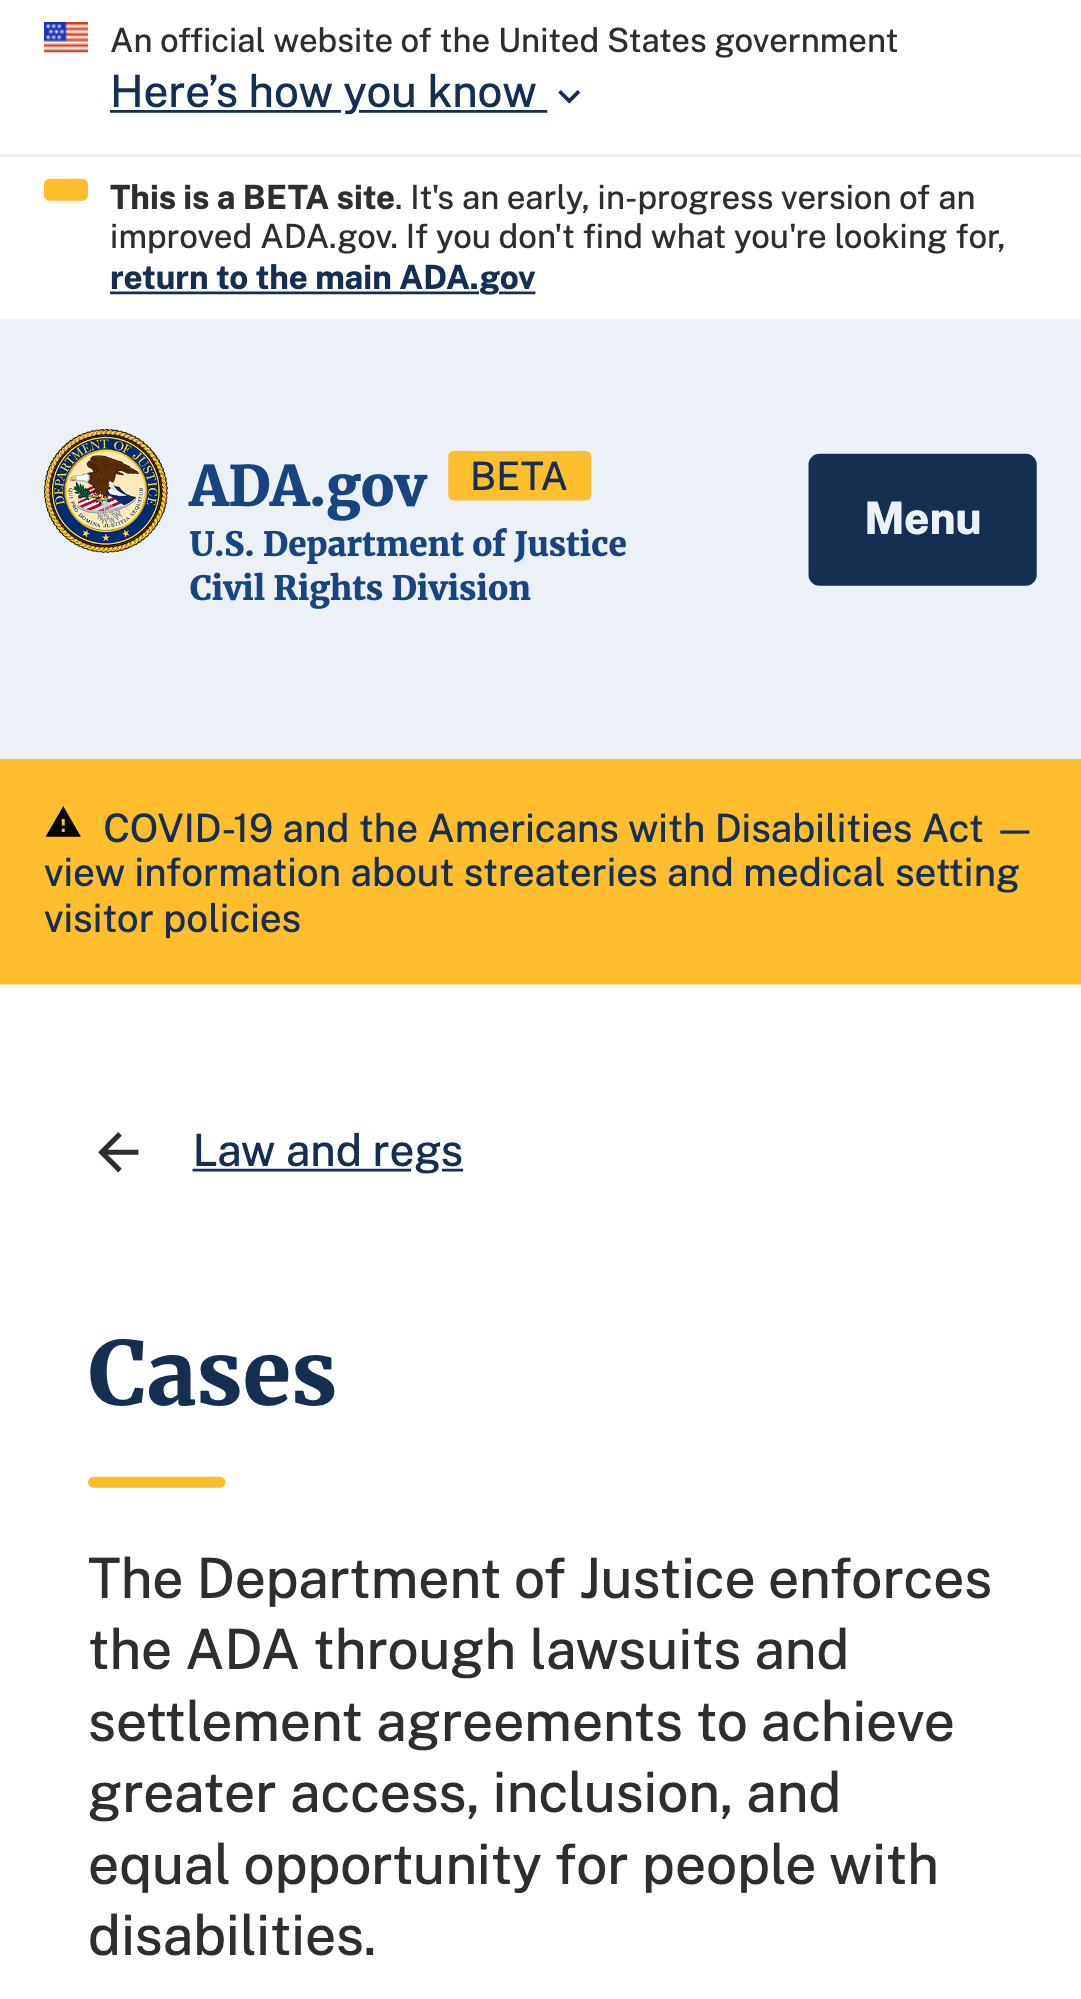 An official website of the United States government
Here’s how you know
This is a BETA site. It's an early, in-progress version of an
improved ADA.gov. If you don't find what you're looking for,
return to the main ADA.gov
DEPARTMENT OF JUSTICE
QUI PRO DOMINA JUSTITIA SEQUITUR
ADA.gov BETA
U.S. Department of Justice
Civil Rights Division
Menu
COVID-19 and the Americans with Disabilities Act —
view information about streateries and medical setting
visitor policies
Law and regs
Cases
The Department of Justice enforces
the ADA through lawsuits and
settlement agreements to achieve
greater access, inclusion, and
equal opportunity for people with
disabilities.